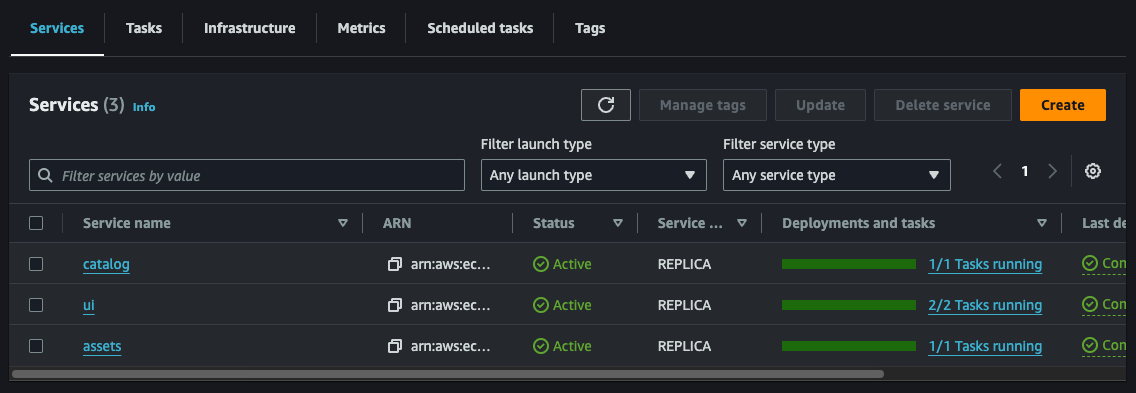 Services Tasks Infrastructure Metrics Scheduled tasks Tags
Services (3) Info Manage tags Update Delete service Create
Filter launch type Filter service type
Filter services by value Any launch type Any service type 1
Service name ARN Status Service ... Deployments and tasks Last de
catalog arn:aws:ec... Active REPLICA 1/1 Tasks running Con
ui arn:aws:ec... Active REPLICA 2/2 Tasks running Con
assets arn:aws:ec... Active REPLICA 1/1 Tasks running Con